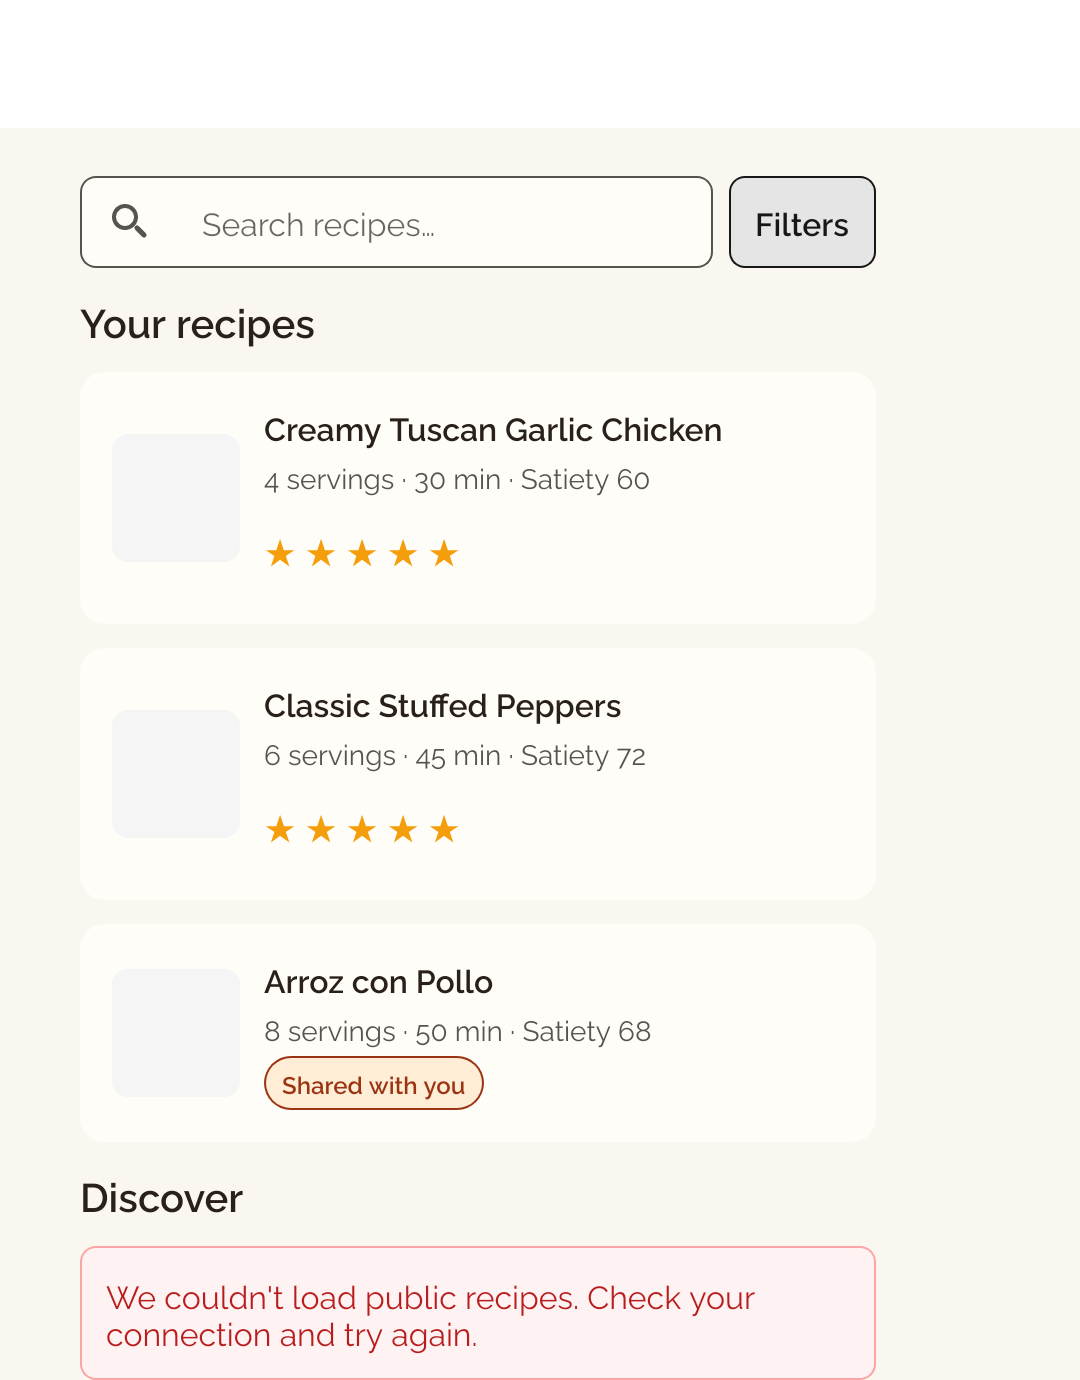 Search recipes...
Filters
Your recipes
Creamy Tuscan Garlic Chicken
4 servings · 30 min · Satiety 60
★ ★ ★ ★ ★
Classic Stuffed Peppers
6 servings · 45 min · Satiety 72
★ ★ ★ ★ ★
Arroz con Pollo
8 servings · 50 min · Satiety 68
Shared with you
Discover
We couldn't load public recipes. Check your
connection and try again.